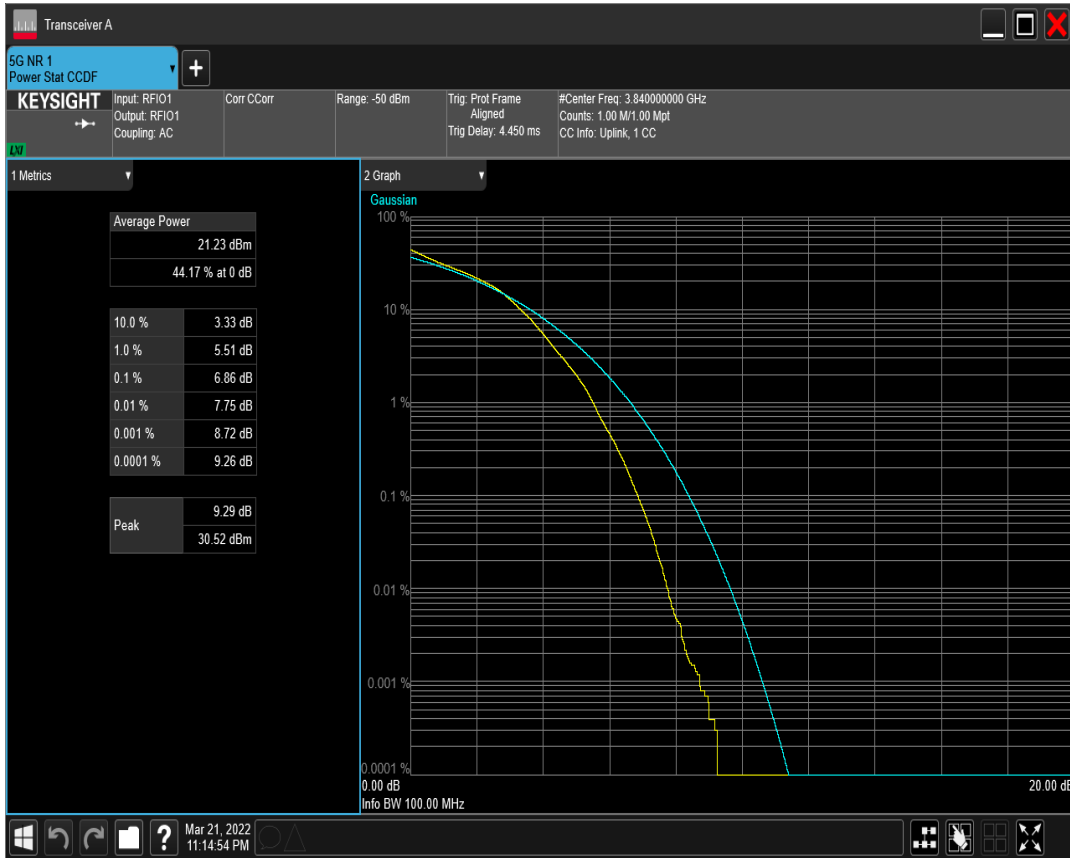 Transceiver A
5G NR 1
Power Stat CCDF
KEYSIGHT
LXI
Input: RFIO1
Output: RFIO1
Coupling: AC
Corr CCorr
Range: -50 dBm
Trig: Prot Frame
Aligned
Trig Delay: 4.450 ms
#Center Freq: 3.840000000 GHz
Counts: 1.00 M/1.00 Mpt
CC Info: Uplink, 1 CC
1 Metrics
Average Power
21.23 dBm
44.17 % at 0 dB
10.0 % 3.33 dB
1.0 % 5.51 dB
0.1 % 6.86 dB
0.01 % 7.75 dB
0.001 % 8.72 dB
0.0001 % 9.26 dB
Peak
9.29 dB
30.52 dBm
2 Graph
Gaussian
100 %
10 %
1 %
0.1 %
0.01 %
0.001 %
0.0001 %
0.00 dB
20.00 dB
Info BW 100.00 MHz
Mar 21, 2022
11:14:54 PM